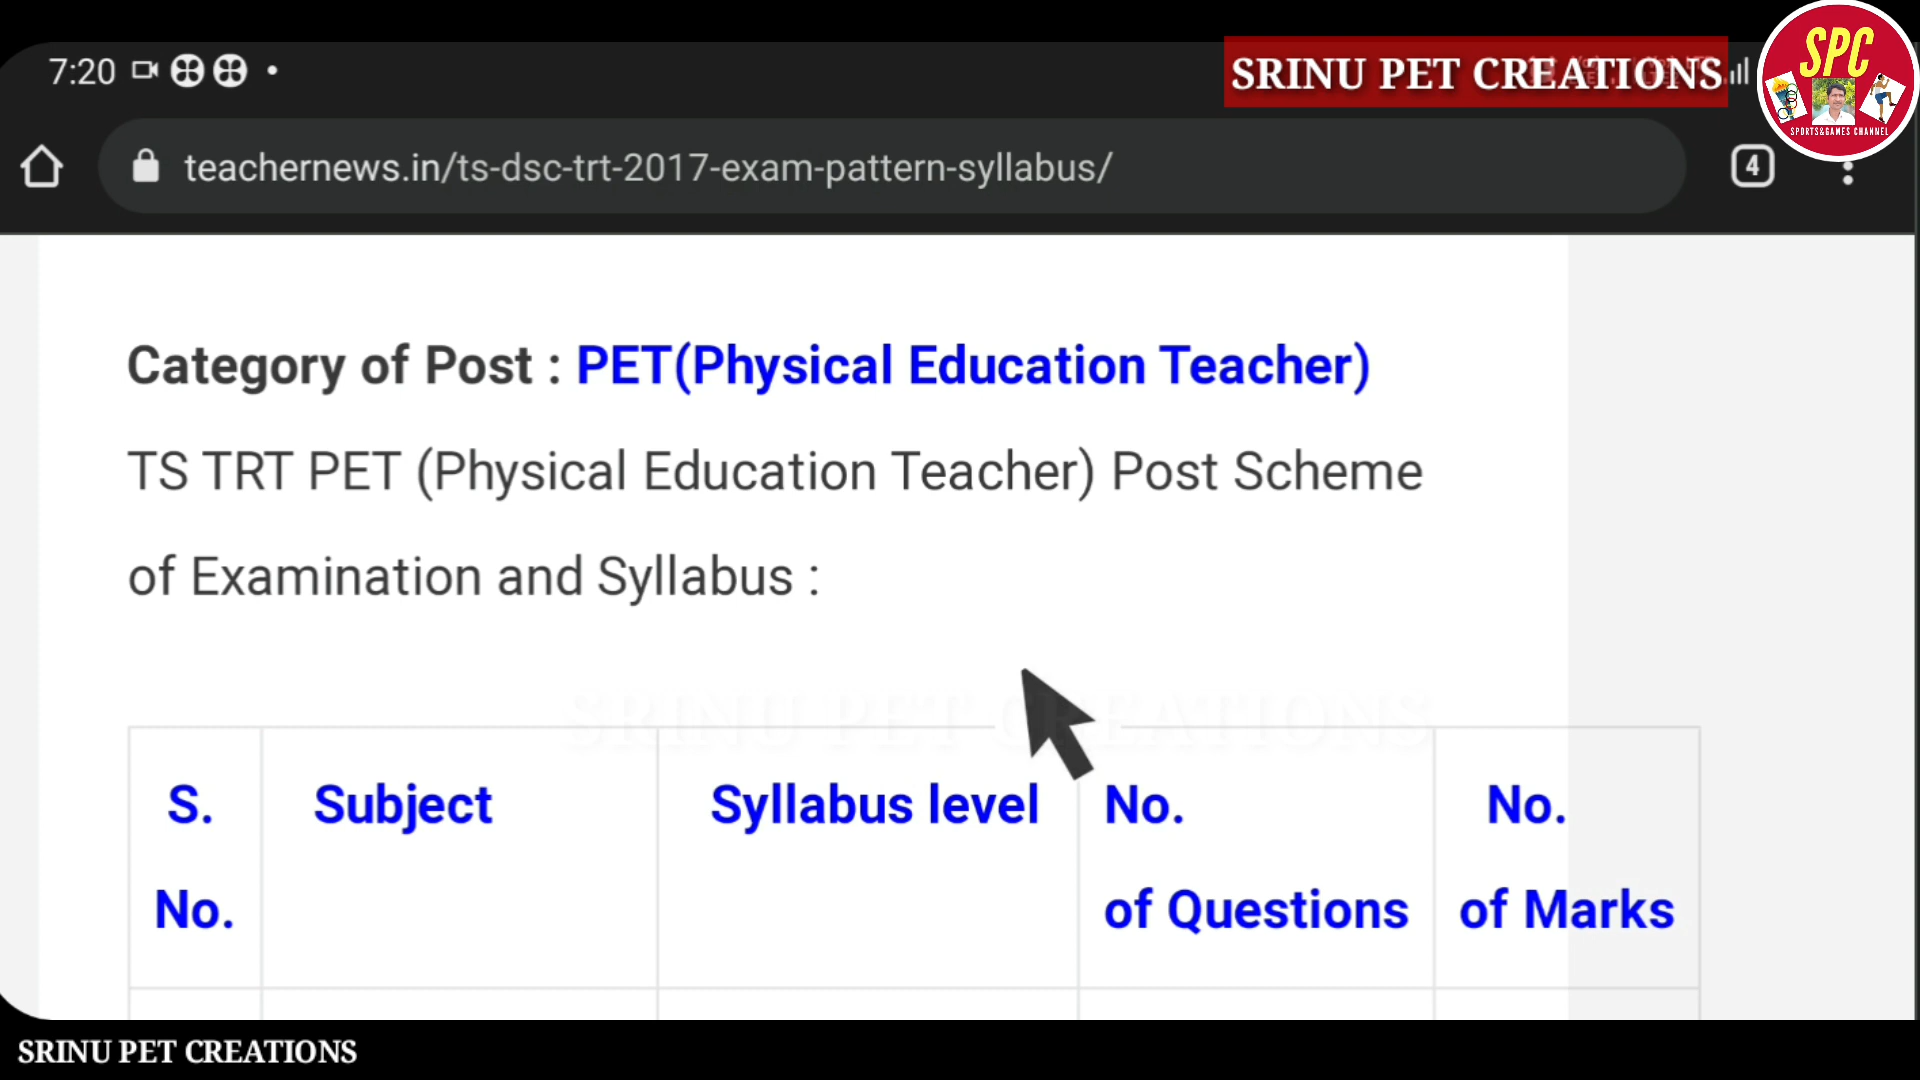 7:20
SRINU PET CREATIONS
SPC
SPORTS&GAMES CHANNEL
teachernews.in/ts-dsc-trt-2017-exam-pattern-syllabus/
4
Category of Post : PET(Physical Education Teacher)
TS TRT PET (Physical Education Teacher) Post Scheme
of Examination and Syllabus :
SRINU PET CREATIONS
S. Subject Syllabus level No. No.
No. of Questions of Marks
SRINU PET CREATIONS